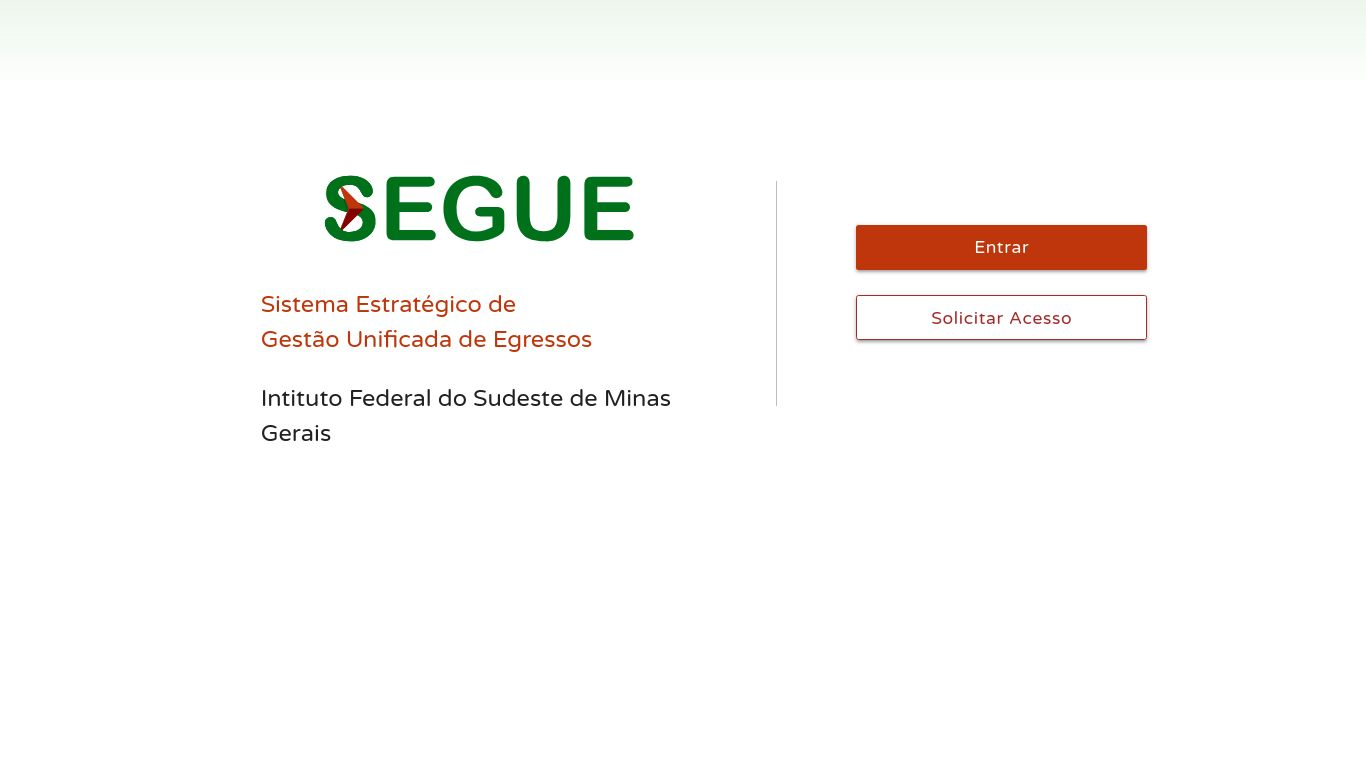 SEGUE
Sistema Estratégico de
Gestão Unificada de Egressos
Intituto Federal do Sudeste de Minas
Gerais
Entrar
Solicitar Acesso